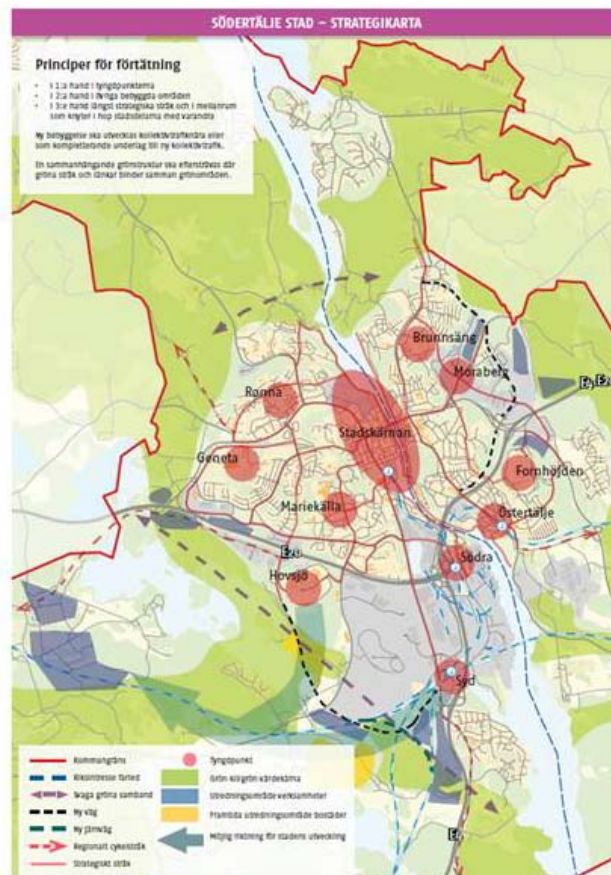 SÖDERTÄLJE STAD – STRATEGIKARTA
Principer för förtätning
• I 1:a hand i tyngdpunkterna
• I 2:a hand i övriga bebyggda områden
• I 3:e hand längst strategiska stråk och i mellanrum
som knyter i hop stadsdelarna med varandra
Ny bebyggelse ska utvecklas kollektivtrafiknära eller
som kompletterande underlag till ny kollektivtrafik.
En sammanhängande grönstruktur ska eftersträvas där
gröna stråk och länkar binder samman grönområden.
Brunnsäng
Moraberg
E4,E20
Ronna
Stadskärnan
Geneta
Fornhöjden
Mariekälla
Östertälje
E20
Södra
Hovsjö
Syd
E4
Kommungräns
Riksintresse farled
Svaga gröna samband
Ny väg
Ny järnväg
Regionalt cykelstråk
Strategiskt stråk
Tyngdpunkt
Grön kil/grön värdekärna
Utredningsområde verksamheter
Framtida utredningsområde bostäder
Möjlig riktning för stadens utveckling